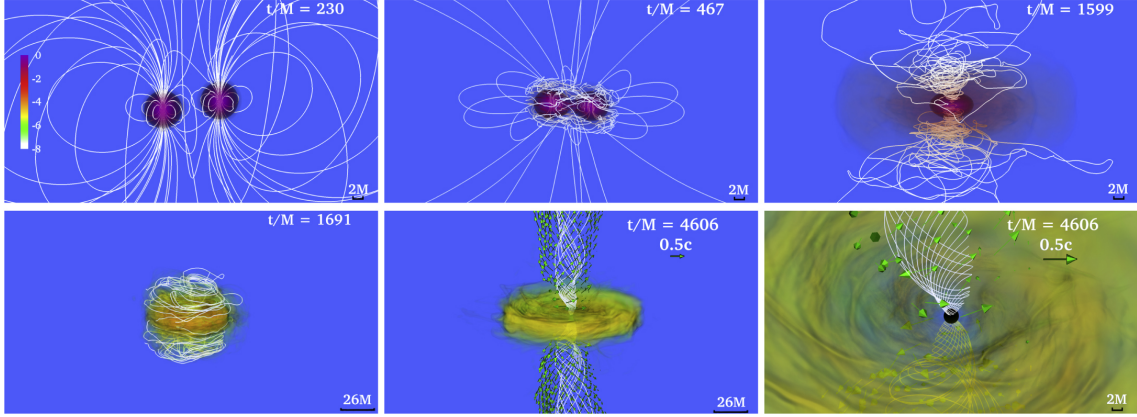 t/M = 230
0
-2
-4
-6
-8
2M
t/M = 467
2M
t/M = 1599
2M
t/M = 1691
26M
t/M = 4606
0.5c
26M
t/M = 4606
0.5c
2M